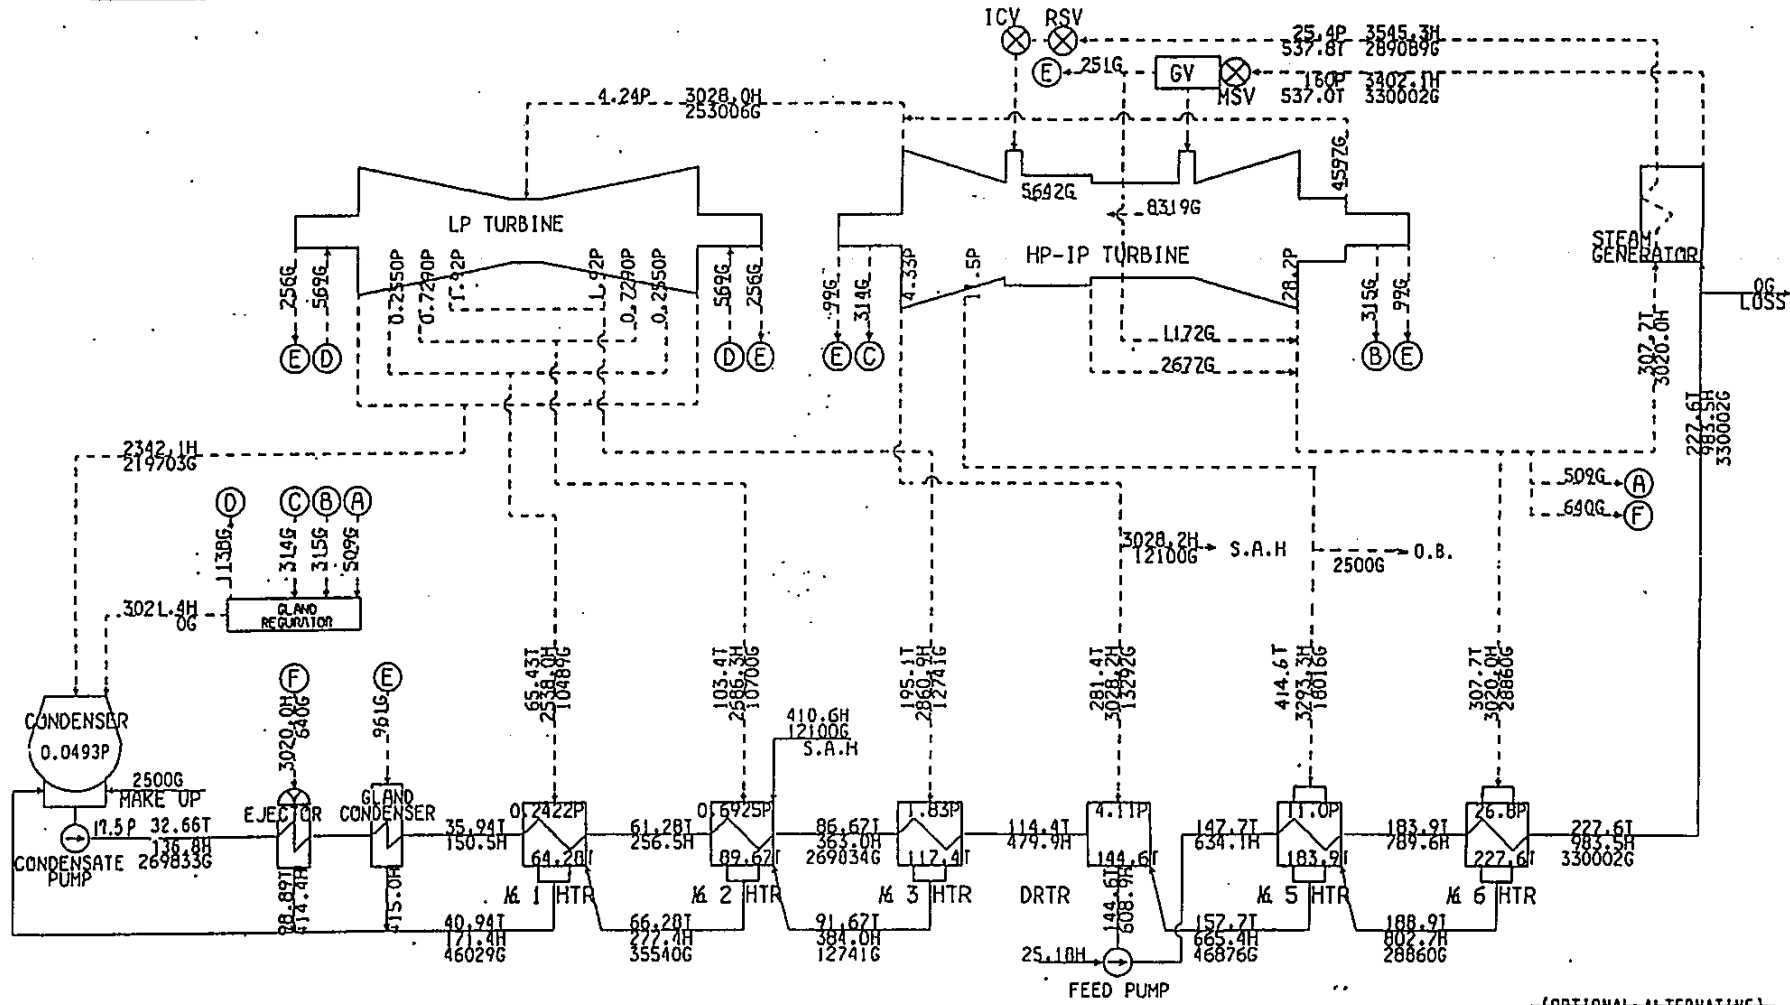 ICV RSV
25.4P 3545.3H
537.8T 289089G
E 251G GV
MSV
160P 3402.1H
537.0T 330002G
4.24P 3028.0H
253006G
4597G
5692G
8319G
LP TURBINE
HP-IP TURBINE
STEAM
GENERATOR
0G
LOSS
256G
569G
0.2550P
0.7290P
1.92P
1.92P
0.7290P
0.2550P
569G
256G
99G
314G
4.33P
28.2P
315G
99G
E D D E E C B E
1172G
2677G
307.7T
3020.0H
227.6T
983.5H
330002G
2342.1H
219703G
509G A
640G F
D C B A
1138G
314G
315G
509G
GLAND
REGURATOR
3021.4H
0G
3028.2H
12100G S.A.H
2500G O.B.
F E
3020.0H
640G
961G
65.43T
2538.0H
10489G
103.4T
2586.3H
10700G
195.1T
2860.9H
12741G
281.4T
3028.2H
13292G
414.6T
3293.3H
18016G
307.7T
3020.0H
28860G
410.6H
12100G
S.A.H
CONDENSER
0.0493P
2500G
MAKE UP
EJECTOR
GLAND
CONDENSER
0.2422P
0.6925P
1.83P
4.11P
11.0P
26.8P
17.5P 32.66T
136.8H
269833G
35.94T
150.5H
61.28T
256.5H
86.67T
363.0H
269834G
114.4T
479.9H
147.7T
634.1H
183.9T
789.6H
227.6T
983.5H
330002G
64.28T
89.67T
117.4T
144.6T
183.9T
227.6T
CONDENSATE
PUMP
98.89T
414.4H
415.0H
№ 1 HTR
№ 2 HTR
№ 3 HTR
DRTR
№ 5 HTR
№ 6 HTR
144.6T
608.9H
40.94T
171.4H
46029G
66.28T
277.4H
35540G
91.67T
384.0H
12741G
157.7T
665.4H
46876G
188.9T
802.7H
28860G
25.18H
FEED PUMP
(OPTIONAL ALTERNATIVE)